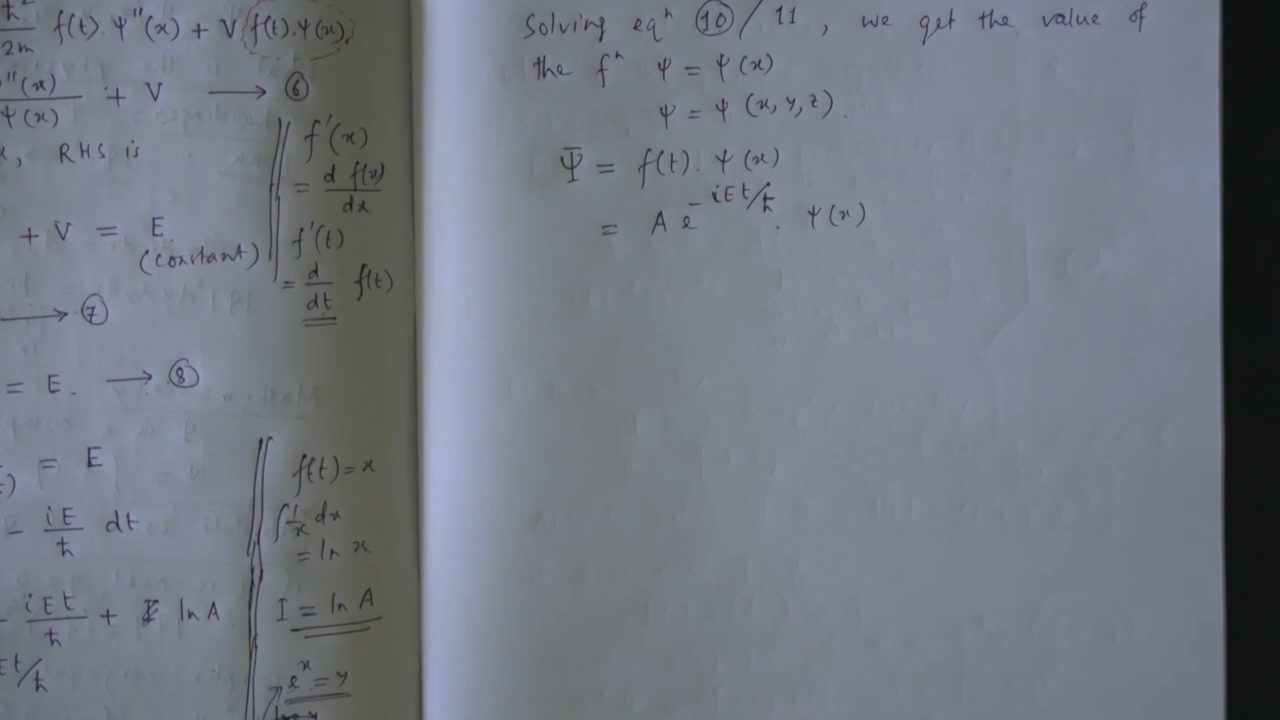 ħ²/2m f(t). ψ''(x) + V f(t).ψ(x).
''(x)/ψ(x) + V ⟶ ⑥
x, RHS is
+ V = E. (constant)
⟶ ⑦
= E. ⟶ ⑧
= E
- iE/ħ dt
- iEt/ħ + ln A
Et/ħ
f'(x)
= d f(x)/dx
f'(t)
= d/dt f(t)
f(t) = x
∫ 1/x dx
= ln x
I = ln A
e^x = y
Solving eqⁿ ⑩ / 11 , we get the value of
the fⁿ ψ = ψ(x)
ψ = ψ (x, y, z).
Ψ = f(t). ψ(x)
= A e^{-iEt/ħ}. ψ(x)